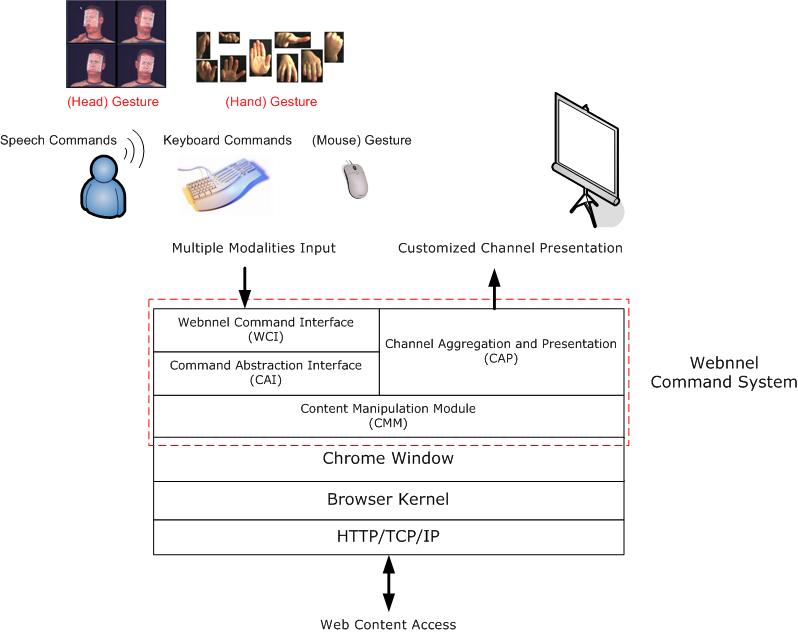 (Head) Gesture
(Hand) Gesture
Speech Commands
Keyboard Commands
(Mouse) Gesture
Multiple Modalities Input
Customized Channel Presentation
Webnnel Command Interface
(WCI)
Channel Aggregation and Presentation
(CAP)
Command Abstraction Interface
(CAI)
Webnnel
Command System
Content Manipulation Module
(CMM)
Chrome Window
Browser Kernel
HTTP/TCP/IP
Web Content Access